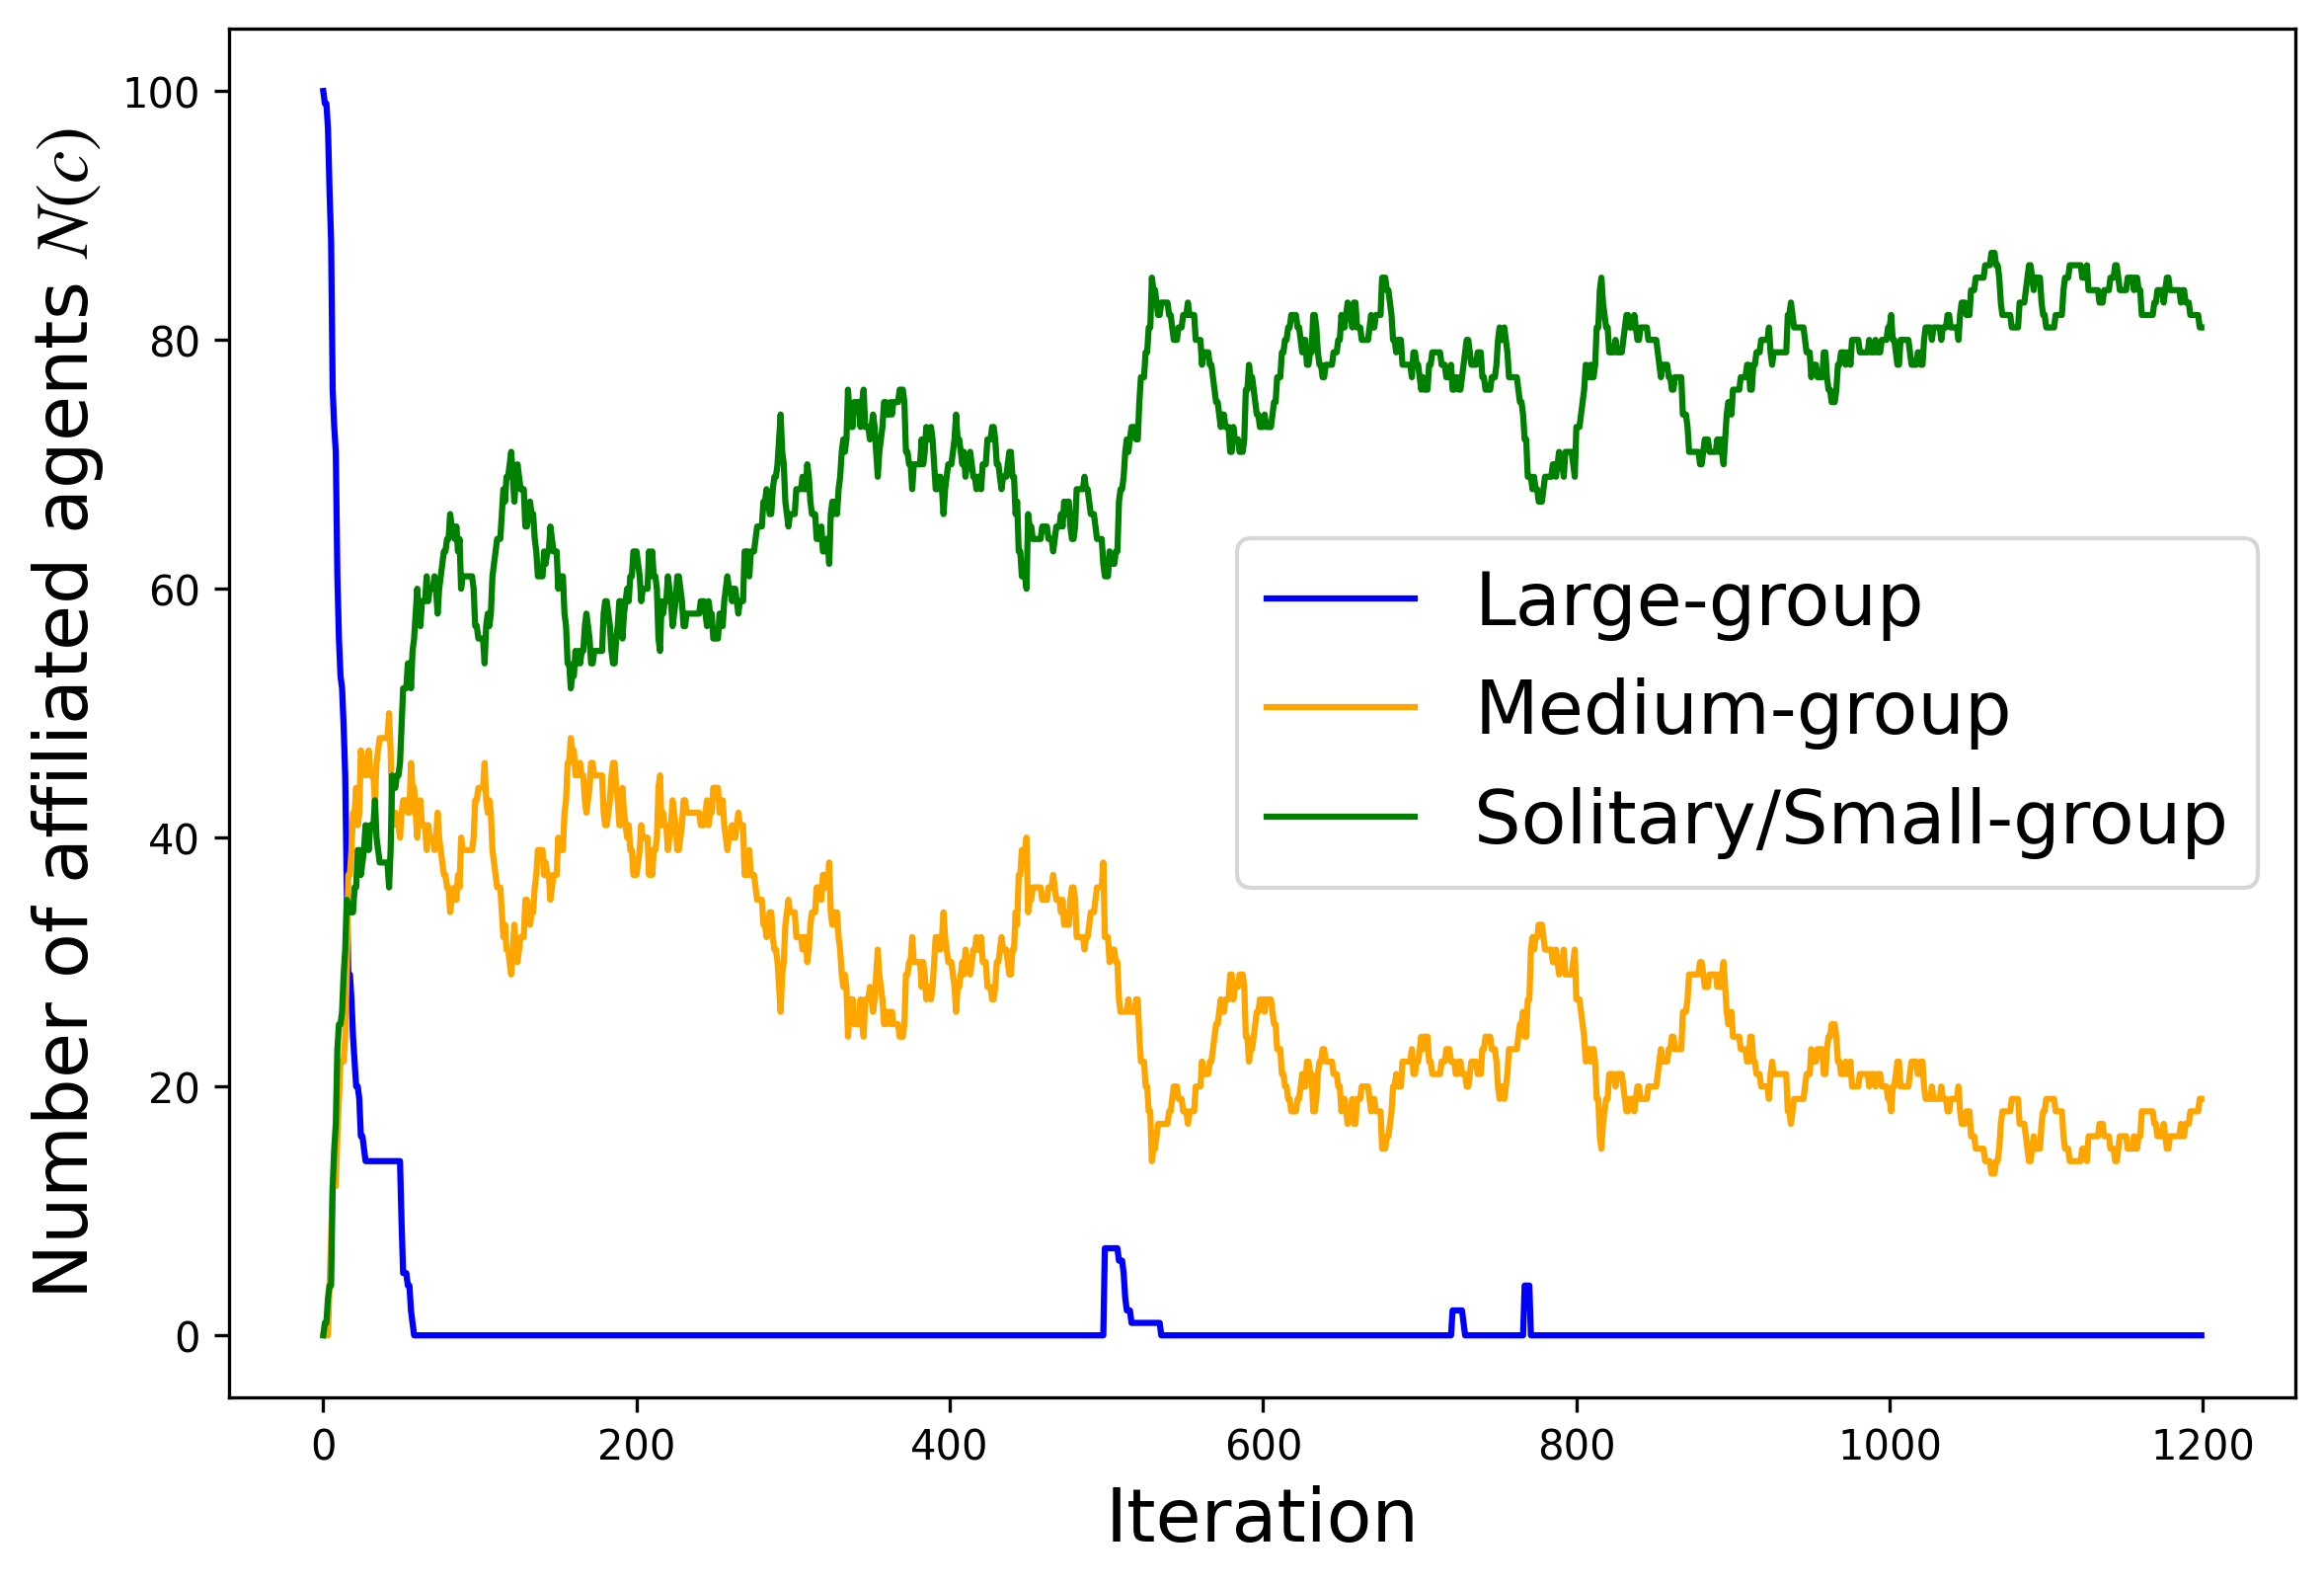 Number of affiliated agents N(c)
100
80
60
40
20
0
Large-group
Medium-group
Solitary/Small-group
0 200 400 600 800 1000 1200
Iteration